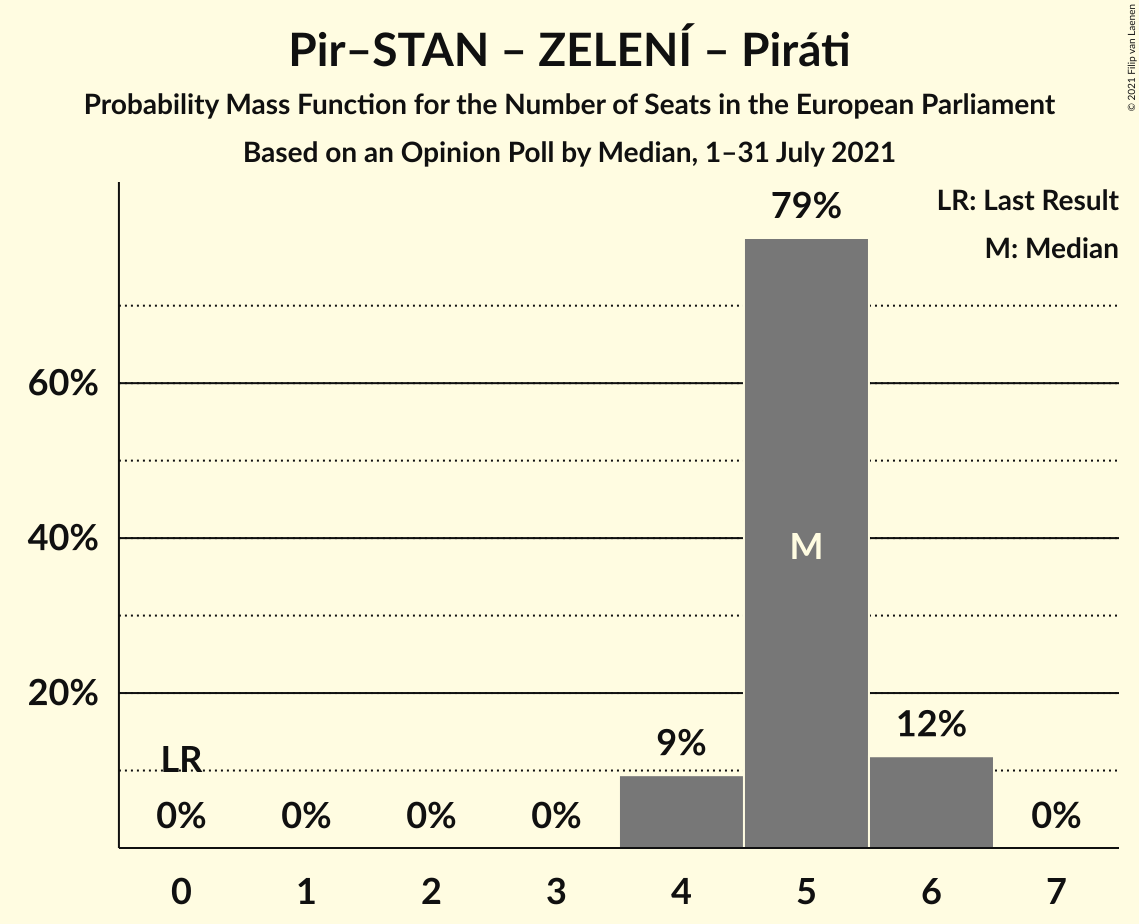 Pir–STAN – ZELENÍ – Piráti
Probability Mass Function for the Number of Seats in the European Parliament
Based on an Opinion Poll by Median, 1–31 July 2021
© 2021 Filip van Laenen
LR: Last Result
M: Median
79%
60%
40%
M
20%
12%
9%
LR
0% 0% 0% 0% 0%
0 1 2 3 4 5 6 7